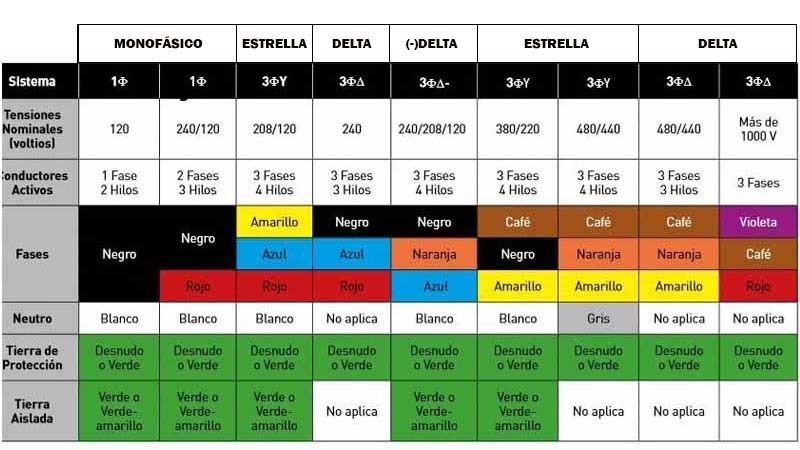 MONOFÁSICO ESTRELLA DELTA (-)DELTA ESTRELLA DELTA
Sistema 1Φ 1Φ 3ΦY 3ΦΔ 3ΦΔ- 3ΦY 3ΦY 3ΦΔ 3ΦΔ
Tensiones Nominales (voltios) 120 240/120 208/120 240 240/208/120 380/220 480/440 480/440 Más de 1000 V
onductores Activos 1 Fase 2 Hilos 2 Fases 3 Hilos 3 Fases 4 Hilos 3 Fases 3 Hilos 3 Fases 4 Hilos 3 Fases 4 Hilos 3 Fases 4 Hilos 3 Fases 3 Hilos 3 Fases
Fases Negro Negro Rojo
Amarillo Negro Negro Café Café Café Violeta
Azul Azul Naranja Negro Naranja Naranja Café
Rojo Rojo Azul Amarillo Amarillo Amarillo Rojo
Neutro Blanco Blanco Blanco No aplica Blanco Blanco Gris No aplica No aplica
Tierra de Protección Desnudo o Verde Desnudo o Verde Desnudo o Verde Desnudo o Verde Desnudo o Verde Desnudo o Verde Desnudo o Verde Desnudo o Verde Desnudo o Verde
Tierra Aislada Verde o Verde-amarillo Verde o Verde-amarillo Verde o Verde-amarillo No aplica Verde o Verde-amarillo Verde o Verde-amarillo No aplica No aplica No aplica